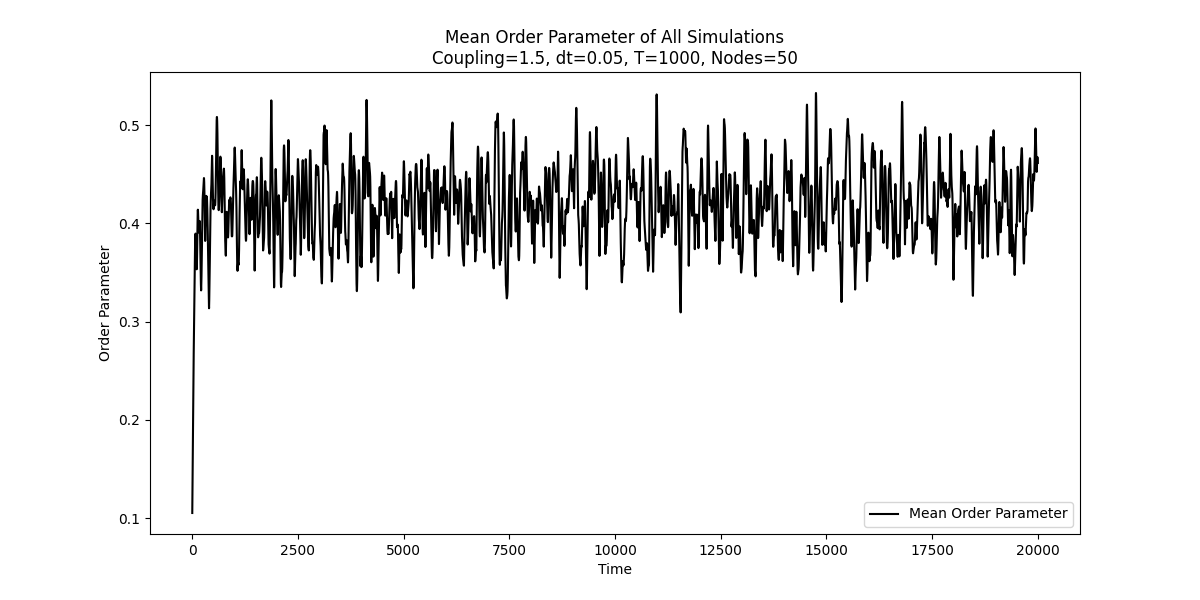 Mean Order Parameter of All Simulations
Coupling=1.5, dt=0.05, T=1000, Nodes=50
Order Parameter
0.5
0.4
0.3
0.2
0.1
Mean Order Parameter
0 2500 5000 7500 10000 12500 15000 17500 20000
Time